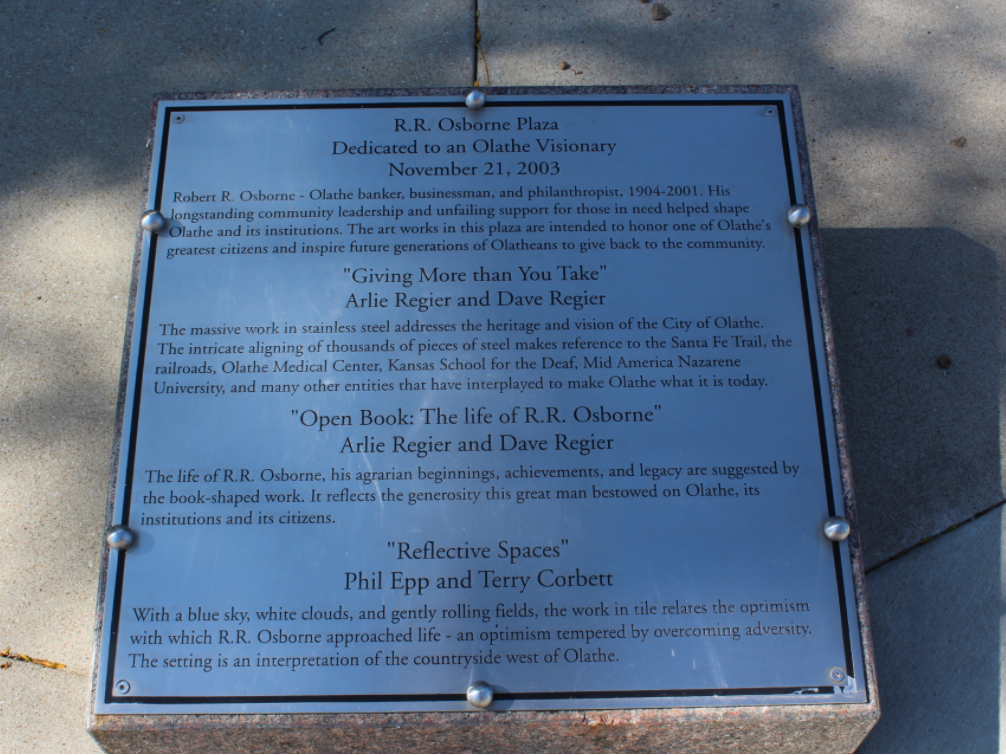 R.R. Osborne Plaza
Dedicated to an Olathe Visionary
November 21, 2003
Robert R. Osborne - Olathe banker, businessman, and philanthropist, 1904-2001. His
longstanding community leadership and unfailing support for those in need helped shape
Olathe and its institutions. The art works in this plaza are intended to honor one of Olathe's
greatest citizens and inspire future generations of Olatheans to give back to the community.
"Giving More than You Take"
Arlie Regier and Dave Regier
The massive work in stainless steel addresses the heritage and vision of the City of Olathe.
The intricate aligning of thousands of pieces of steel makes reference to the Santa Fe Trail, the
railroads, Olathe Medical Center, Kansas School for the Deaf, Mid America Nazarene
University, and many other entities that have interplayed to make Olathe what it is today.
"Open Book: The life of R.R. Osborne"
Arlie Regier and Dave Regier
The life of R.R. Osborne, his agrarian beginnings, achievements, and legacy are suggested by
the book-shaped work. It reflects the generosity this great man bestowed on Olathe, its
institutions and its citizens.
"Reflective Spaces"
Phil Epp and Terry Corbett
With a blue sky, white clouds, and gently rolling fields, the work in tile relates the optimism
with which R.R. Osborne approached life - an optimism tempered by overcoming adversity.
The setting is an interpretation of the countryside west of Olathe.